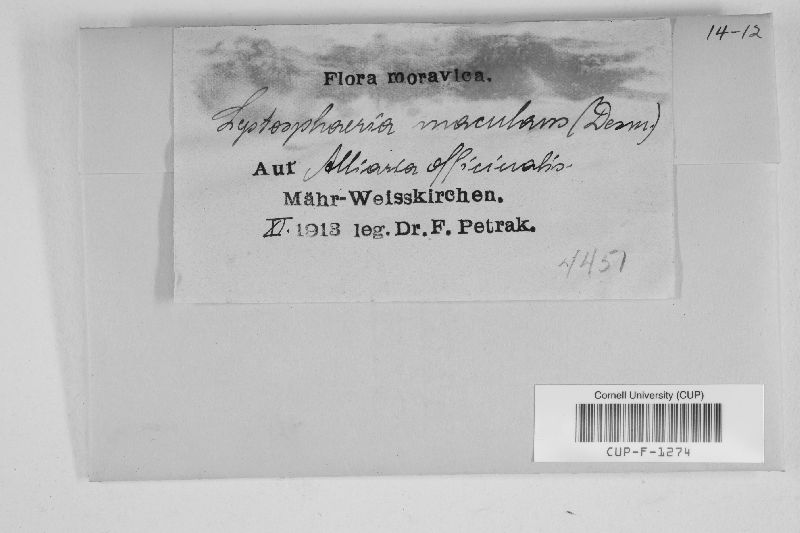 14-12
Flora moravica.
Leptosphaeria maculans (Desm.)
Auf Alliaria officinalis
Mähr-Weisskirchen.
XI. 1913 leg. Dr. F. Petrak.
4451
Cornell University (CUP)
CUP-F-1274